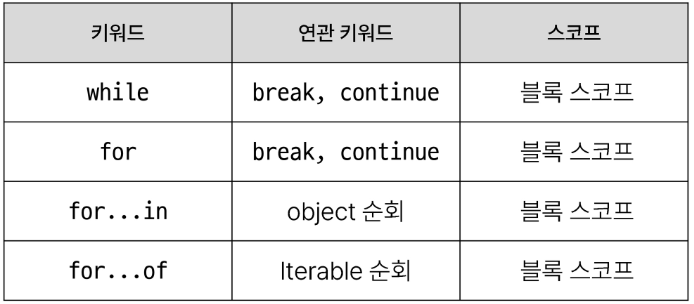 키워드 연관 키워드 스코프
while break, continue 블록 스코프
for break, continue 블록 스코프
for...in object 순회 블록 스코프
for...of Iterable 순회 블록 스코프